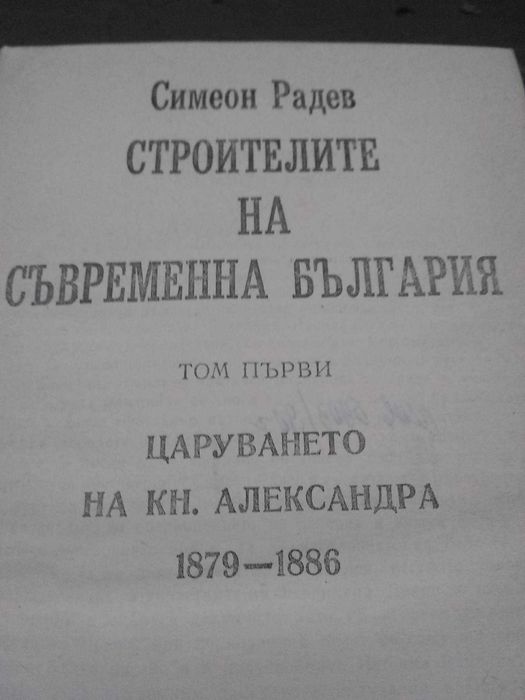 Симеон Радев
СТРОИТЕЛИТЕ
НА
СЪВРЕМЕННА БЪЛГАРИЯ
ТОМ ПЪРВИ
ЦАРУВАНЕТО
НА КН. АЛЕКСАНДРА
1879—1886